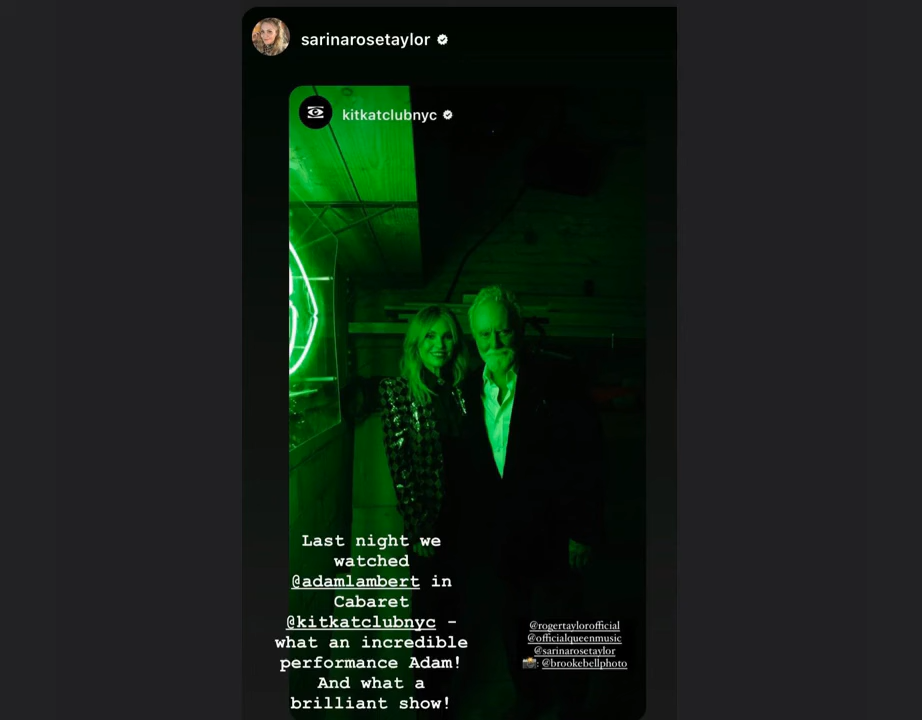 sarinarosetaylor
kitkatclubnyc
Last night we
watched
@adamlambert in
Cabaret
@kitkatclubnyc -
what an incredible
performance Adam!
And what a
brilliant show!
@rogertaylorofficial
@officialqueenmusic
@sarinarosetaylor
📸: @brookebellphoto